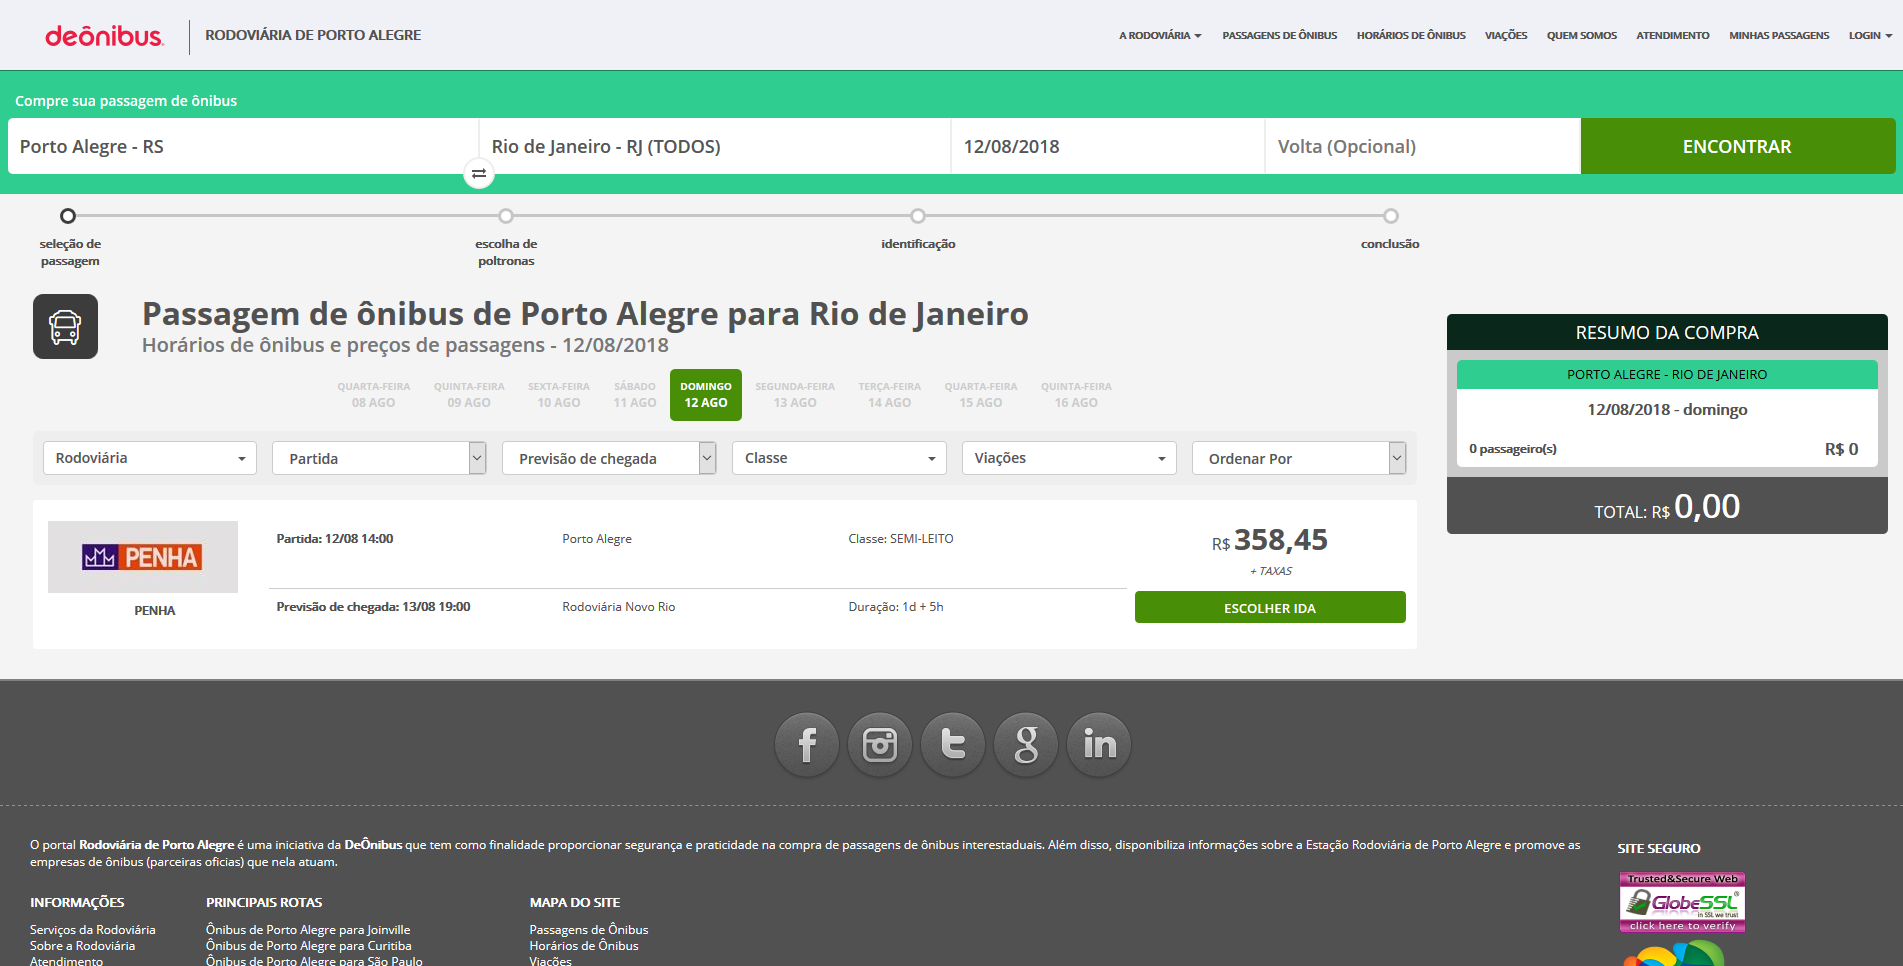 deônibus.
RODOVIÁRIA DE PORTO ALEGRE
A RODOVIÁRIA
PASSAGENS DE ÔNIBUS
HORÁRIOS DE ÔNIBUS
VIAÇÕES
QUEM SOMOS
ATENDIMENTO
MINHAS PASSAGENS
LOGIN
Compre sua passagem de ônibus
Porto Alegre - RS
Rio de Janeiro - RJ (TODOS)
12/08/2018
Volta (Opcional)
ENCONTRAR
seleção de
passagem
escolha de
poltronas
identificação
conclusão
Passagem de ônibus de Porto Alegre para Rio de Janeiro
Horários de ônibus e preços de passagens - 12/08/2018
QUARTA-FEIRA
08 AGO
QUINTA-FEIRA
09 AGO
SEXTA-FEIRA
10 AGO
SÁBADO
11 AGO
DOMINGO
12 AGO
SEGUNDA-FEIRA
13 AGO
TERÇA-FEIRA
14 AGO
QUARTA-FEIRA
15 AGO
QUINTA-FEIRA
16 AGO
Rodoviária
Partida
Previsão de chegada
Classe
Viações
Ordenar Por
PENHA
PENHA
Partida: 12/08 14:00
Porto Alegre
Classe: SEMI-LEITO
Previsão de chegada: 13/08 19:00
Rodoviária Novo Rio
Duração: 1d + 5h
R$ 358,45
+ TAXAS
ESCOLHER IDA
RESUMO DA COMPRA
PORTO ALEGRE - RIO DE JANEIRO
12/08/2018 - domingo
0 passageiro(s)
R$ 0
TOTAL: R$ 0,00
f
t
g
in
O portal Rodoviária de Porto Alegre é uma iniciativa da DeÔnibus que tem como finalidade proporcionar segurança e praticidade na compra de passagens de ônibus interestaduais. Além disso, disponibiliza informações sobre a Estação Rodoviária de Porto Alegre e promove as
empresas de ônibus (parceiras oficias) que nela atuam.
INFORMAÇÕES
Serviços da Rodoviária
Sobre a Rodoviária
Atendimento
PRINCIPAIS ROTAS
Ônibus de Porto Alegre para Joinville
Ônibus de Porto Alegre para Curitiba
Ônibus de Porto Alegre para São Paulo
MAPA DO SITE
Passagens de Ônibus
Horários de Ônibus
Viações
SITE SEGURO
Trusted&Secure Web
GlobeSSL®
in SSL we trust
click here to verify